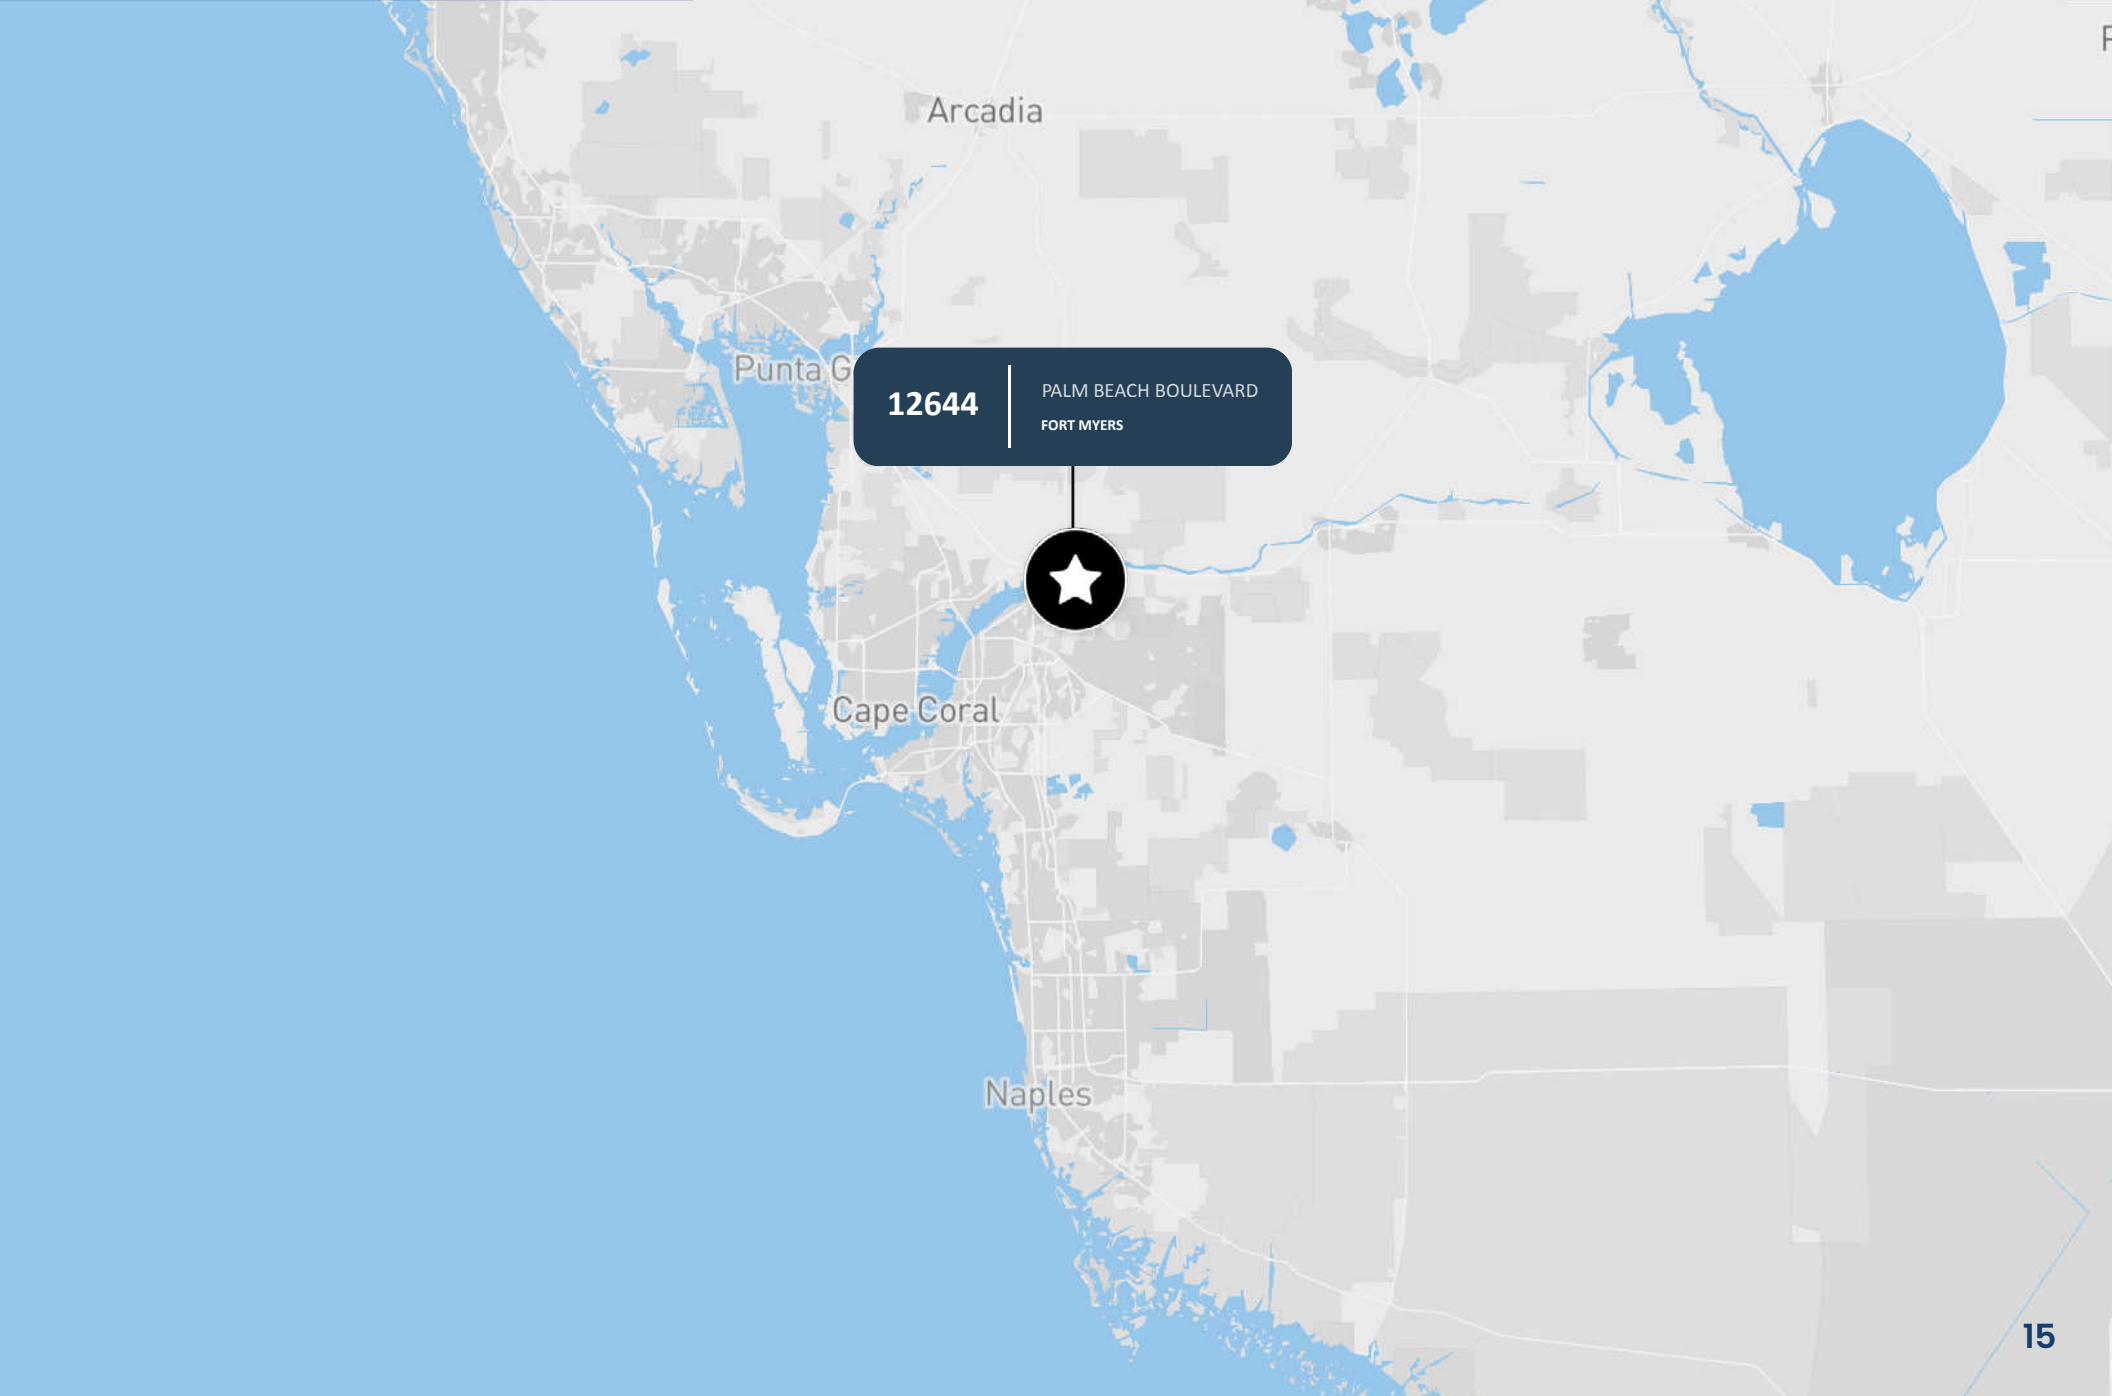 Arcadia
Punta G
12644
PALM BEACH BOULEVARD
FORT MYERS
Cape Coral
Naples
15